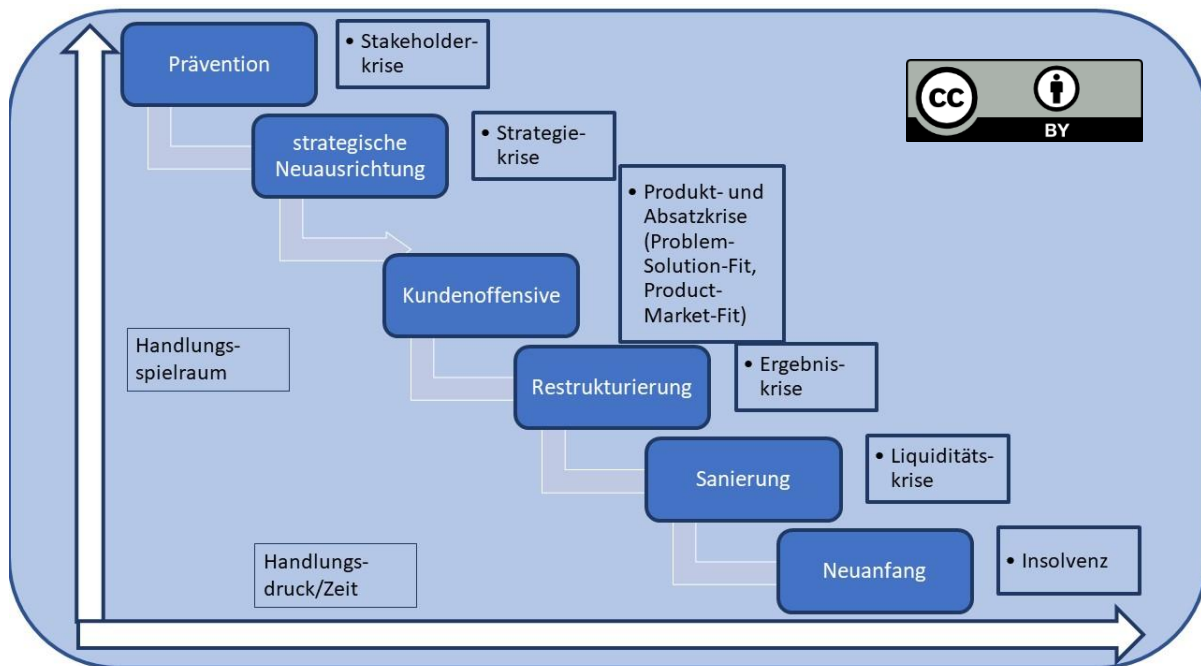 Prävention
• Stakeholder-
krise
CC
BY
strategische
Neuausrichtung
• Strategie-
krise
• Produkt- und
Absatzkrise
(Problem-
Solution-Fit,
Product-
Market-Fit)
Kundenoffensive
Handlungs-
spielraum
Restrukturierung
• Ergebnis-
krise
Sanierung
• Liquiditäts-
krise
Handlungs-
druck/Zeit
Neuanfang
• Insolvenz